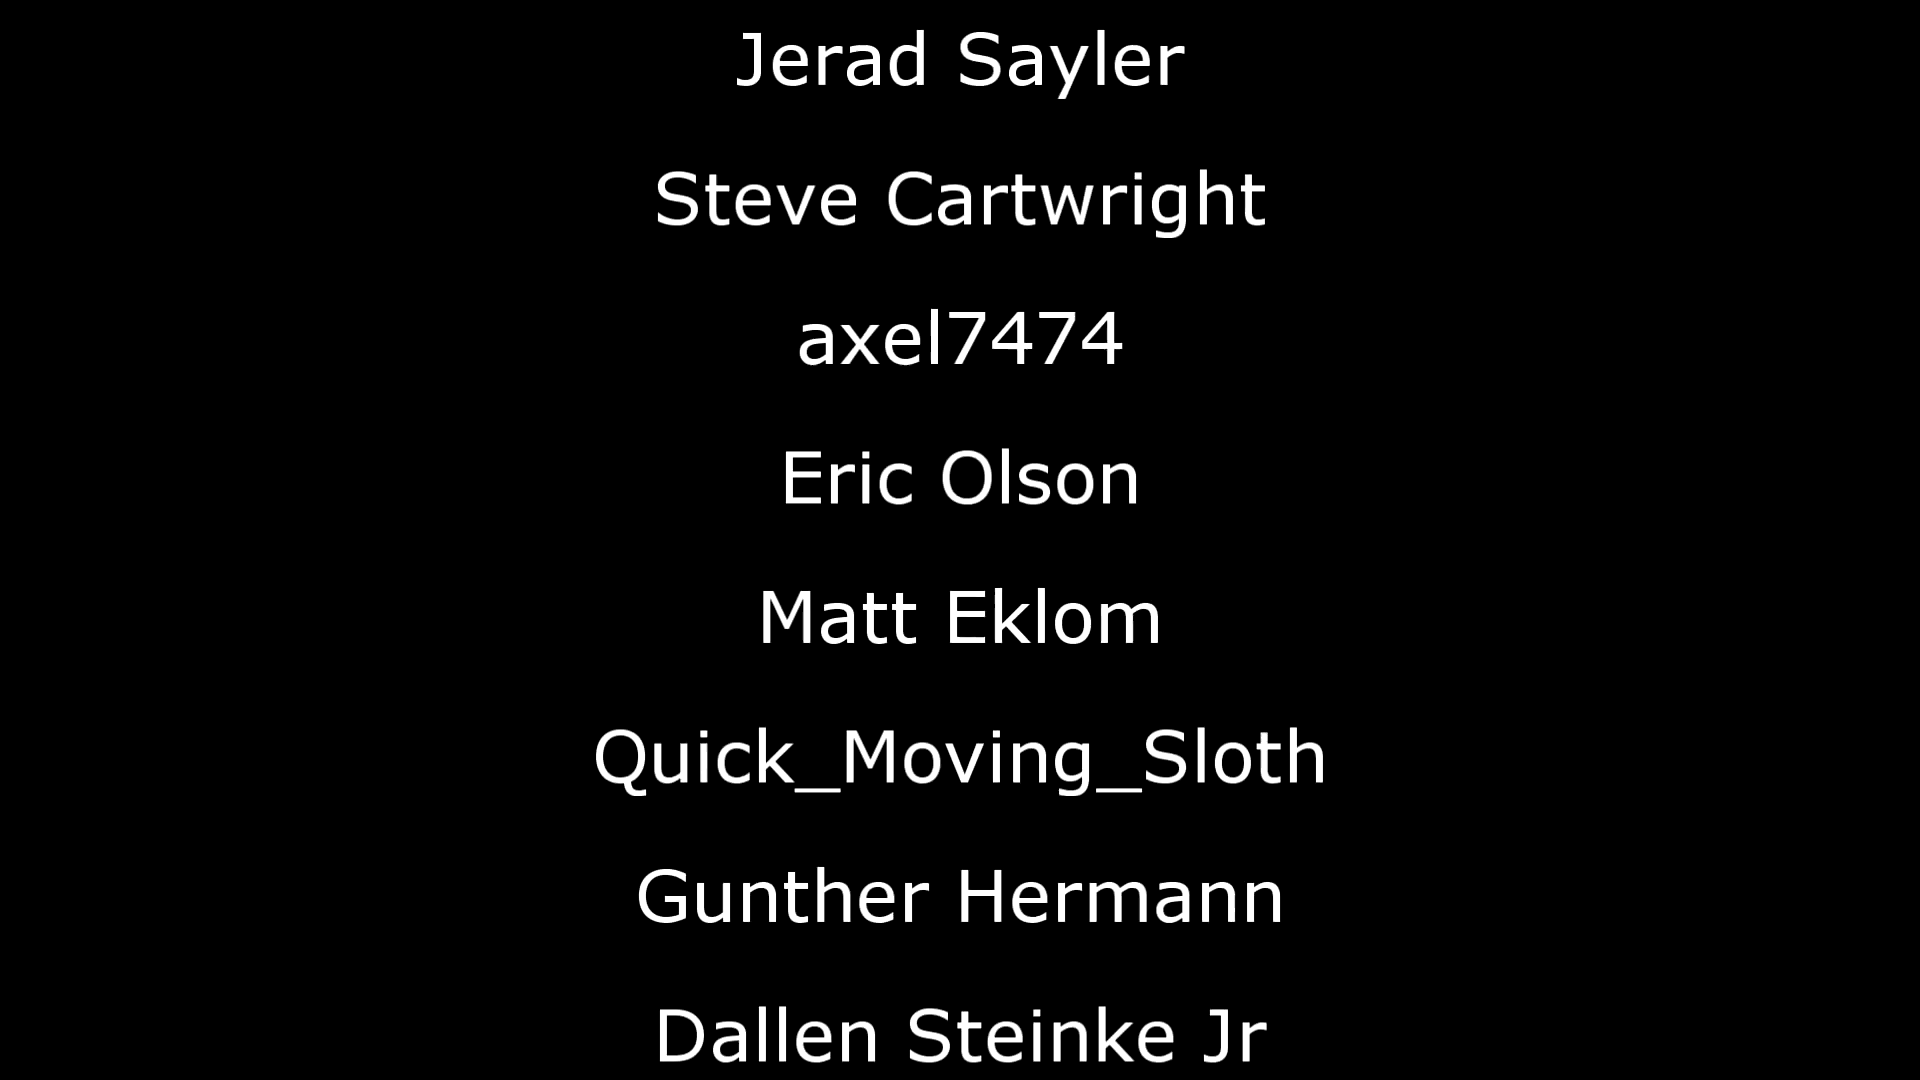 Jerad Sayler
Steve Cartwright
axel7474
Eric Olson
Matt Eklom
Quick_Moving_Sloth
Gunther Hermann
Dallen Steinke Jr